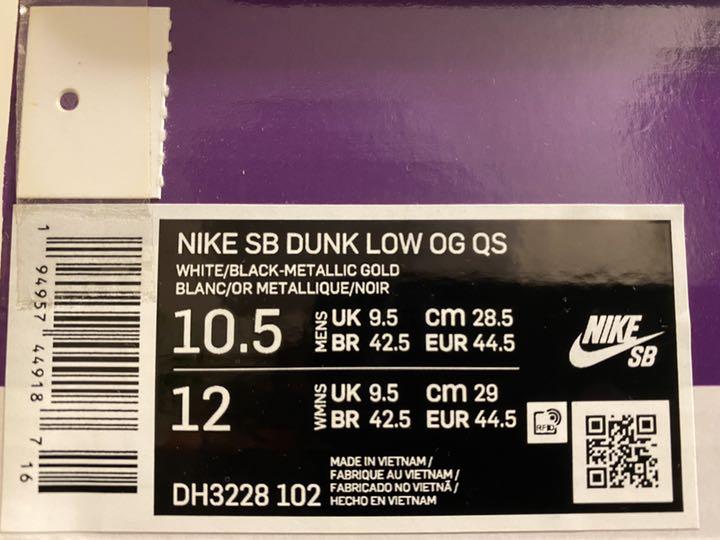 NIKE SB DUNK LOW OG QS
WHITE/BLACK-METALLIC GOLD
BLANC/OR METALLIQUE/NOIR
10.5 MENS UK 9.5 cm 28.5
BR 42.5 EUR 44.5
12 WMNS UK 9.5 cm 29
BR 42.5 EUR 44.5
RFID
NIKE
SB
DH3228 102
MADE IN VIETNAM /
FABRIQUE AU VIETNAM /
FABRICADO NO VIETNÃ /
HECHO EN VIETNAM
1 94957 44918 7 16